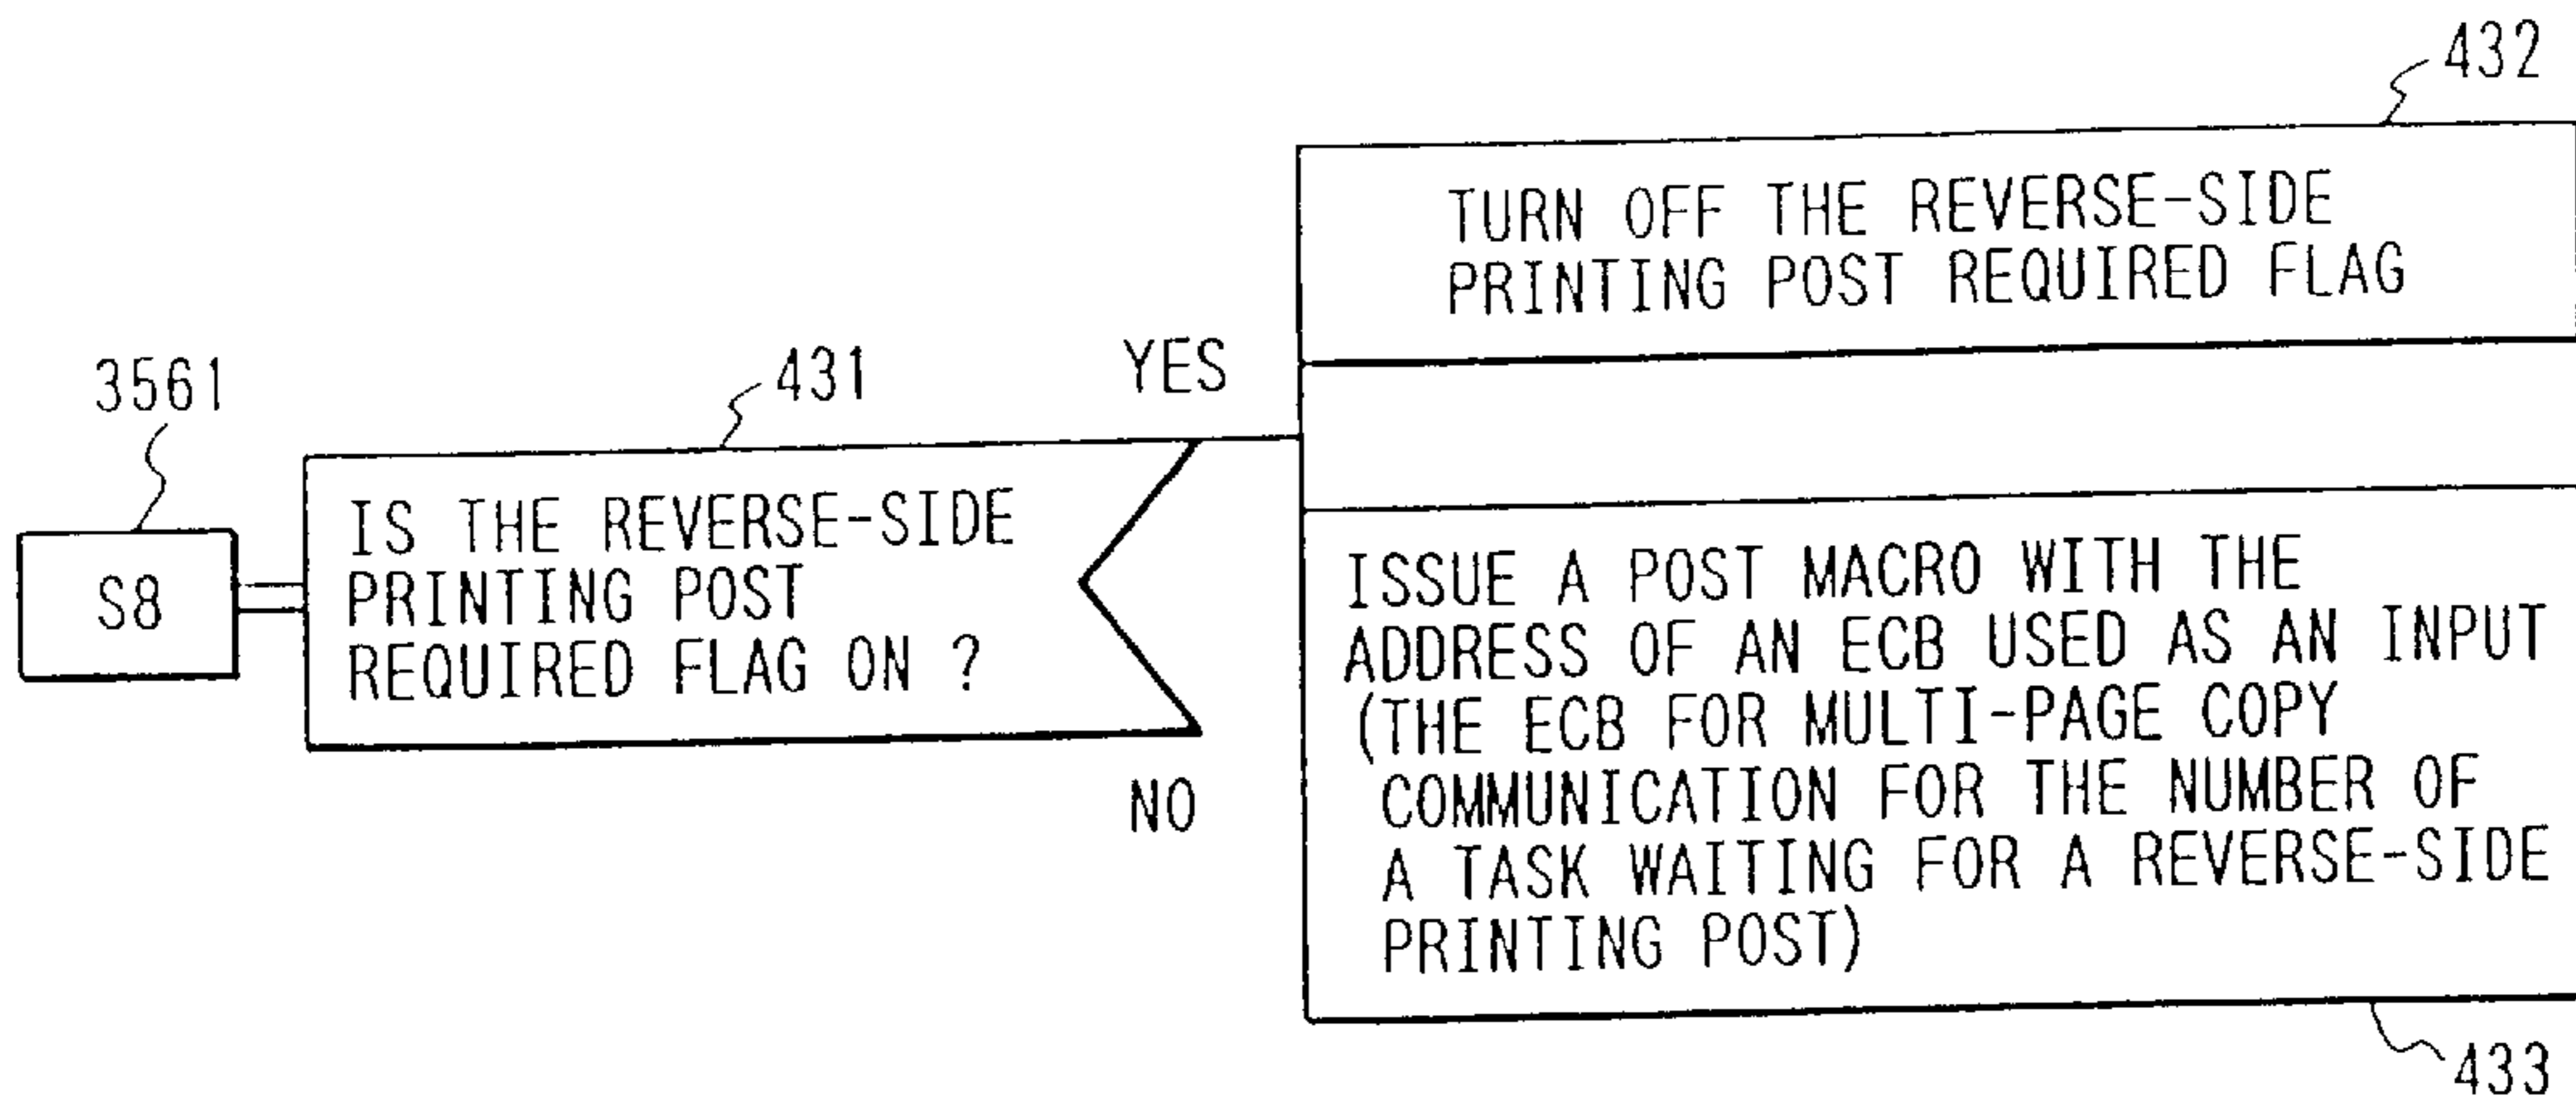 432
TURN OFF THE REVERSE-SIDE
PRINTING POST REQUIRED FLAG
YES
431
3561
S8
IS THE REVERSE-SIDE
PRINTING POST
REQUIRED FLAG ON ?
NO
ISSUE A POST MACRO WITH THE
ADDRESS OF AN ECB USED AS AN INPUT
(THE ECB FOR MULTI-PAGE COPY
COMMUNICATION FOR THE NUMBER OF
A TASK WAITING FOR A REVERSE-SIDE
PRINTING POST)
433